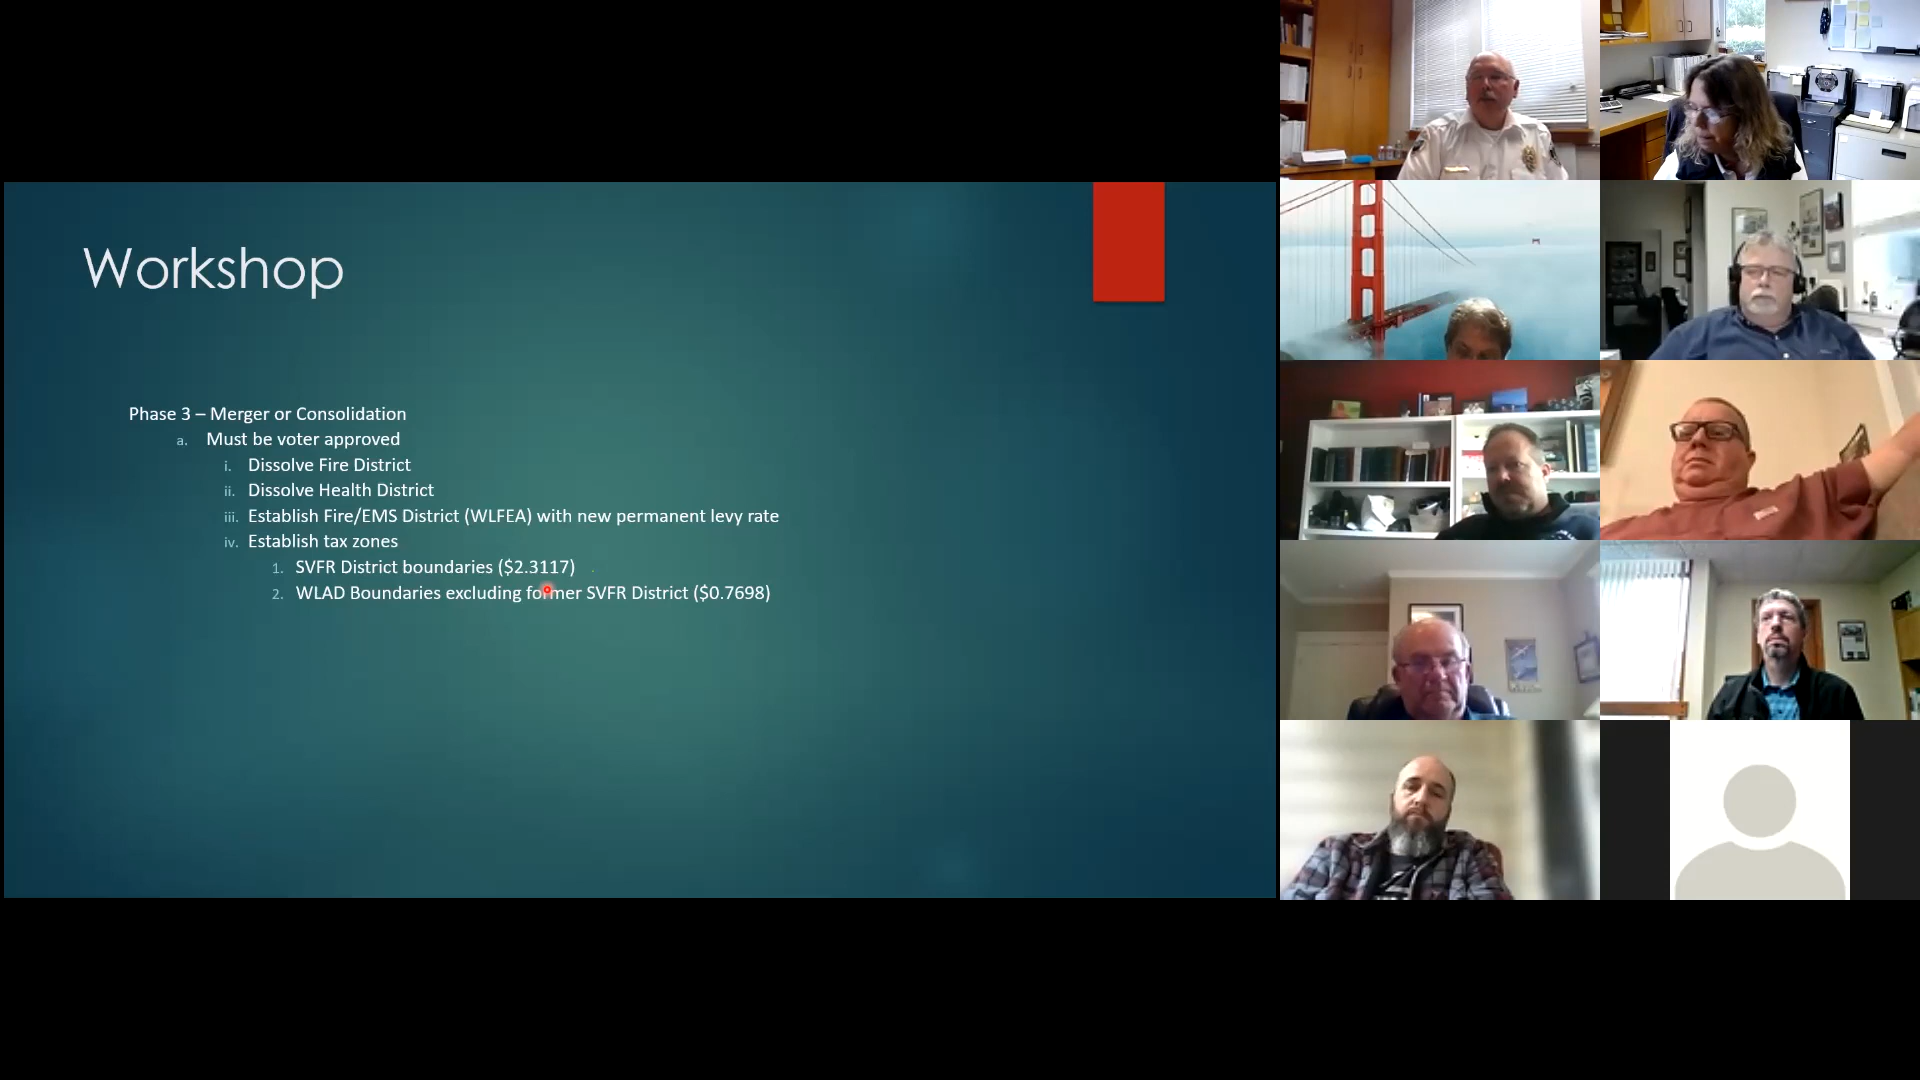 Workshop
Phase 3 – Merger or Consolidation
a. Must be voter approved
i. Dissolve Fire District
ii. Dissolve Health District
iii. Establish Fire/EMS District (WLFEA) with new permanent levy rate
iv. Establish tax zones
1. SVFR District boundaries ($2.3117)
2. WLAD Boundaries excluding former SVFR District ($0.7698)